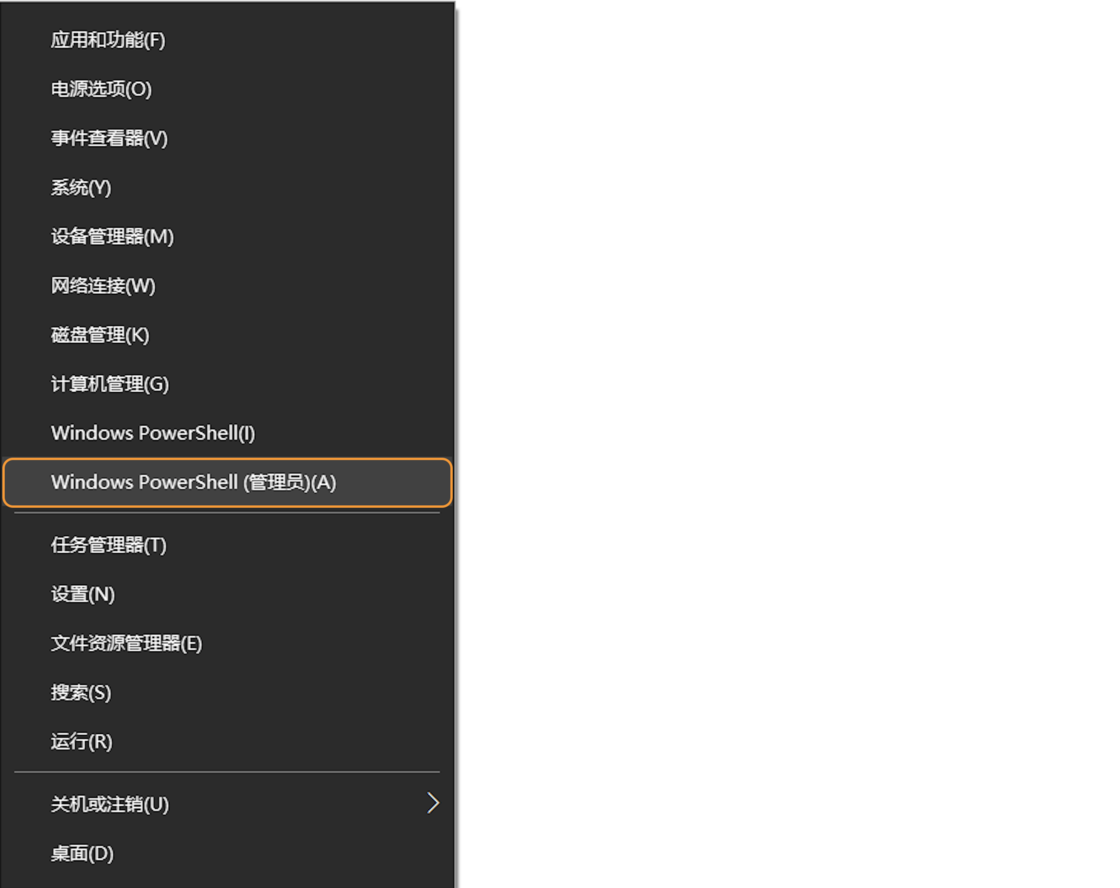 应用和功能(F)
电源选项(O)
事件查看器(V)
系统(Y)
设备管理器(M)
网络连接(W)
磁盘管理(K)
计算机管理(G)
Windows PowerShell(I)
Windows PowerShell (管理员)(A)
任务管理器(T)
设置(N)
文件资源管理器(E)
搜索(S)
运行(R)
关机或注销(U)
桌面(D)